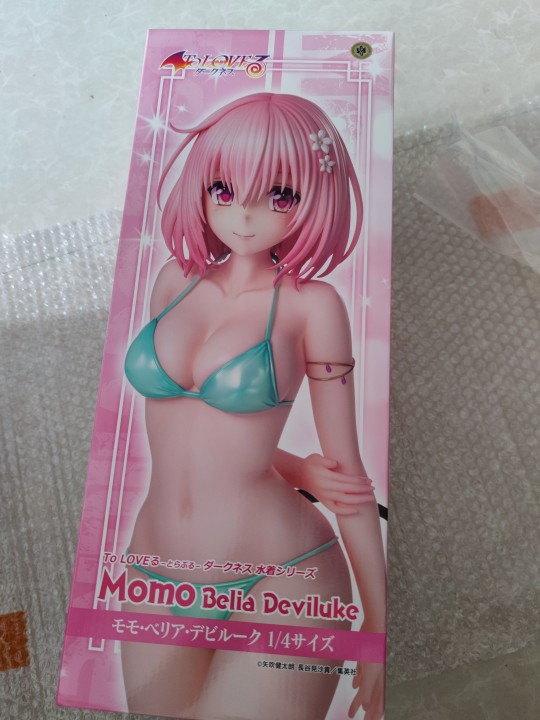 To LOVEる
ダークネス
To LOVEる -とらぶる- ダークネス 水着シリーズ
Momo Belia Deviluke
モモ・ベリア・デビルーク 1/4サイズ
©矢吹健太朗・長谷見沙貴／集英社